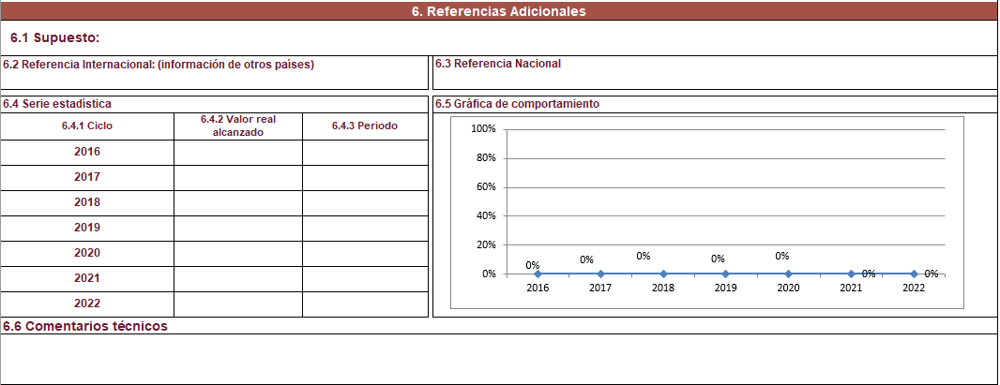 6. Referencias Adicionales
6.1 Supuesto:
6.2 Referencia Internacional: (información de otros países)
6.3 Referencia Nacional
6.4 Serie estadística
6.4.1 Ciclo
6.4.2 Valor real
alcanzado
6.4.3 Periodo
2016
2017
2018
2019
2020
2021
2022
6.5 Gráfica de comportamiento
100%
80%
60%
40%
20%
0%
0% 0% 0% 0% 0% 0% 0%
2016 2017 2018 2019 2020 2021 2022
6.6 Comentarios técnicos